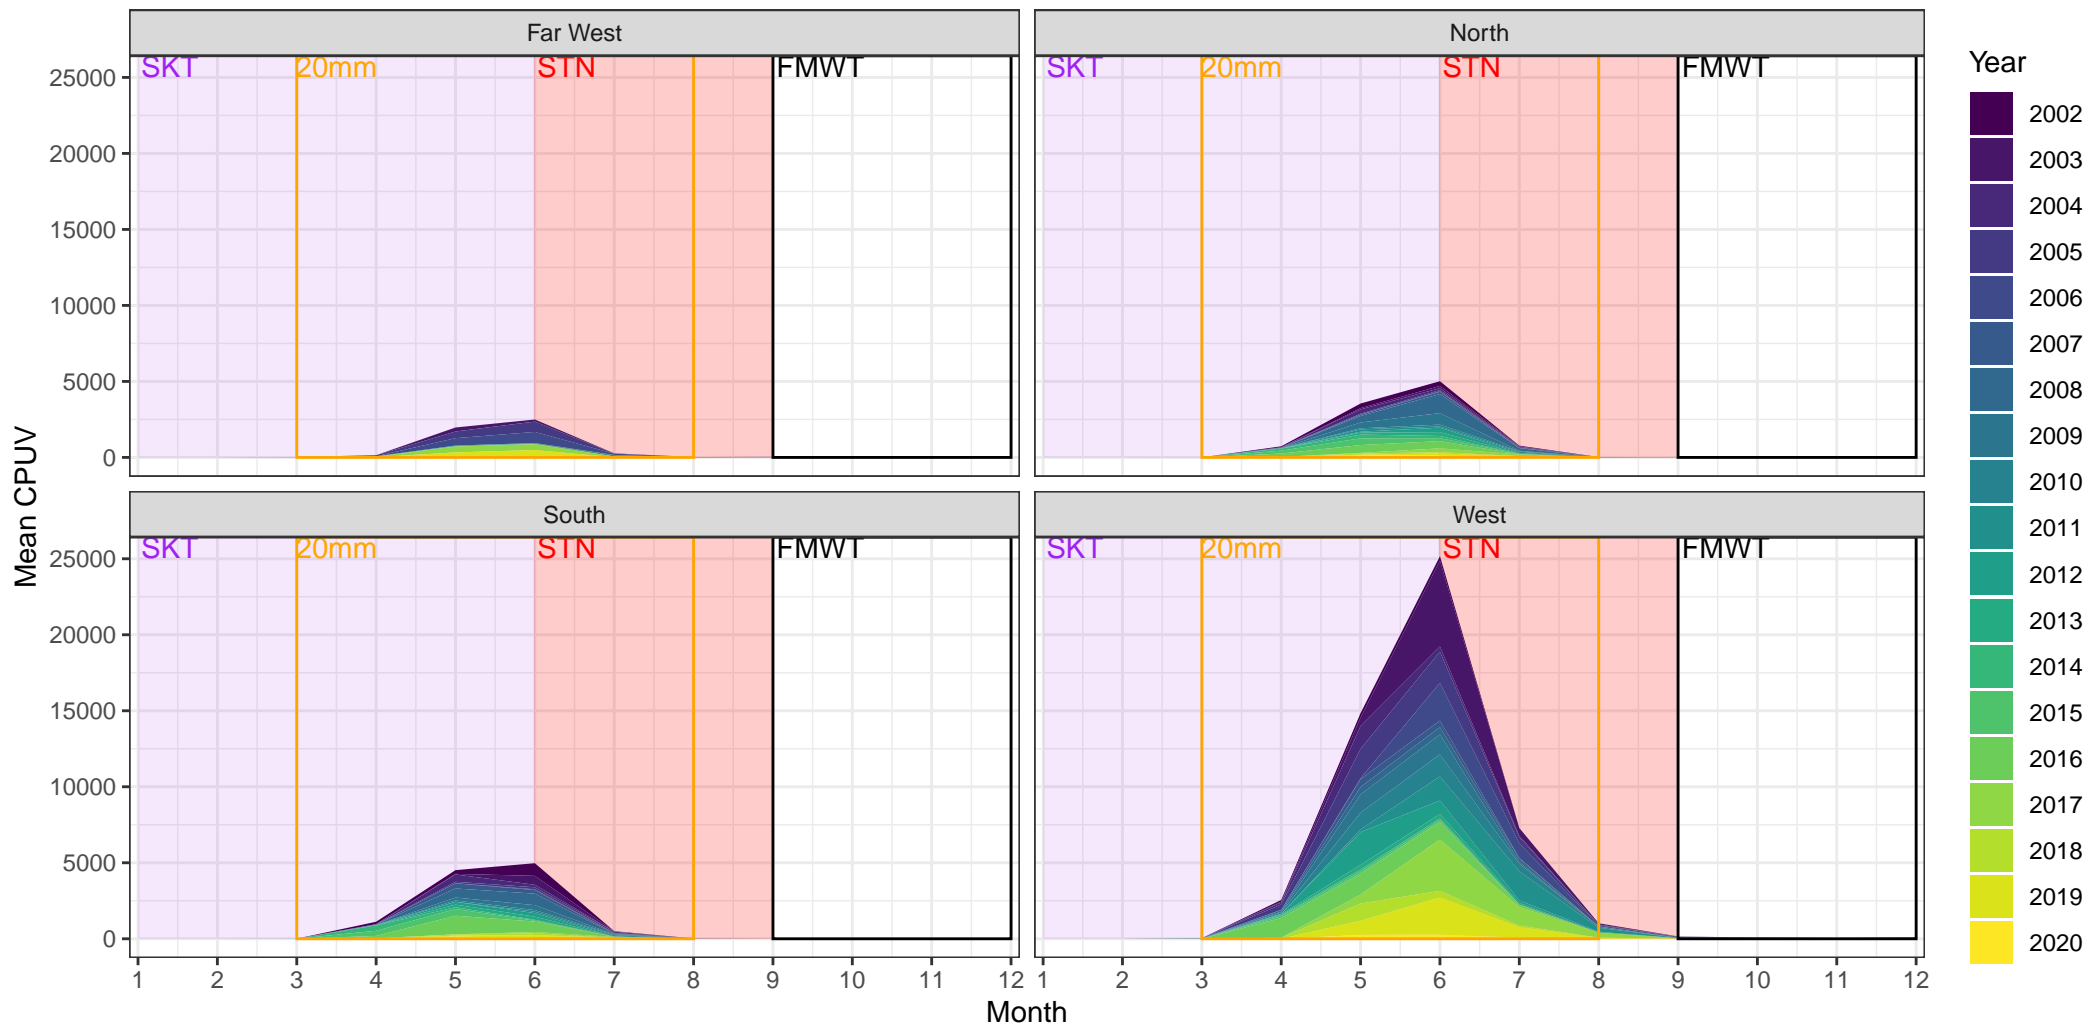 Far West
North
SKT 20mm STN FMWT
SKT 20mm STN FMWT
25000
20000
15000
10000
5000
0
South
West
SKT 20mm STN FMWT
SKT 20mm STN FMWT
25000
20000
15000
10000
5000
0
1 2 3 4 5 6 7 8 9 10 11 12
1 2 3 4 5 6 7 8 9 10 11 12
Month
Mean CPUV
Year
2002
2003
2004
2005
2006
2007
2008
2009
2010
2011
2012
2013
2014
2015
2016
2017
2018
2019
2020